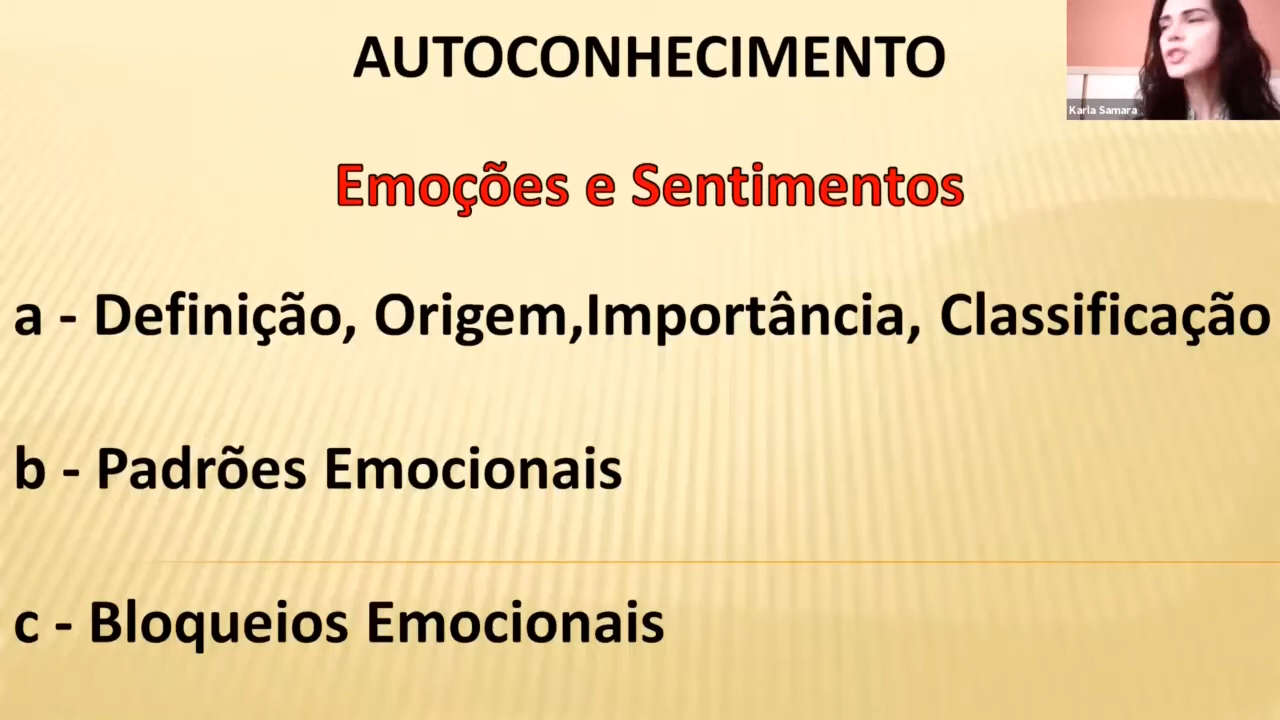 AUTOCONHECIMENTO
Karla Samara
Emoções e Sentimentos
a - Definição, Origem,Importância, Classificação
b - Padrões Emocionais
c - Bloqueios Emocionais